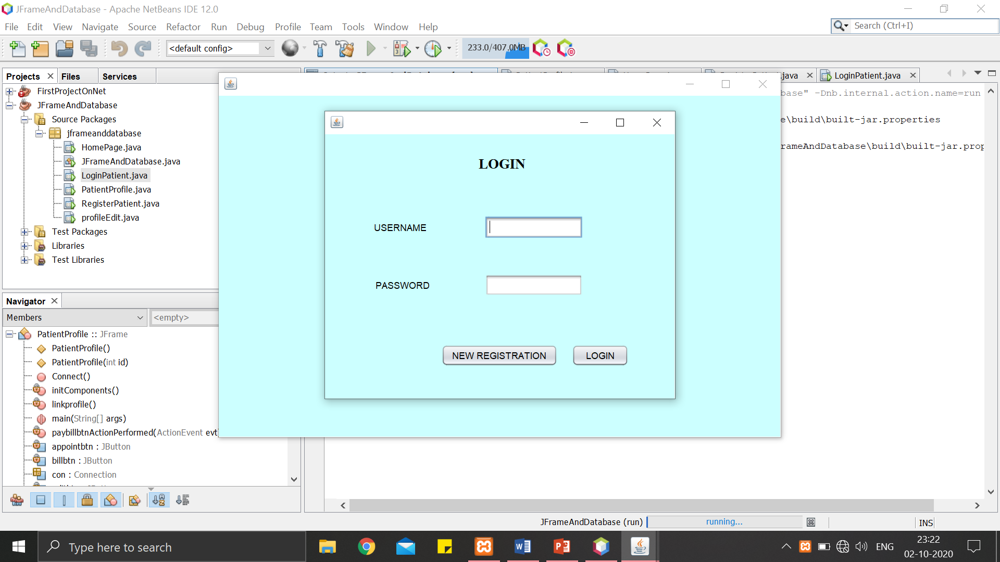 JFrameAndDatabase - Apache NetBeans IDE 12.0
File Edit View Navigate Source Refactor Run Debug Profile Team Tools Window Help
Search (Ctrl+I)
<default config>
233.0/407.0MB
Projects Files Services
java LoginPatient.java
FirstProjectOnNet
JFrameAndDatabase
Source Packages
jframeanddatabase
HomePage.java
JFrameAndDatabase.java
LoginPatient.java
PatientProfile.java
RegisterPatient.java
profileEdit.java
Test Packages
Libraries
Test Libraries
base" -Dnb.internal.action.name=run
e\build\built-jar.properties
rameAndDatabase\build\built-jar.prop
LOGIN
USERNAME
PASSWORD
NEW REGISTRATION LOGIN
Navigator
Members <empty>
PatientProfile :: JFrame
PatientProfile()
PatientProfile(int id)
Connect()
initComponents()
linkprofile()
main(String[] args)
paybillbtnActionPerformed(ActionEvent evt
appointbtn : JButton
billbtn : JButton
con : Connection
JFrameAndDatabase (run) running... INS
Type here to search
ENG
23:22
02-10-2020